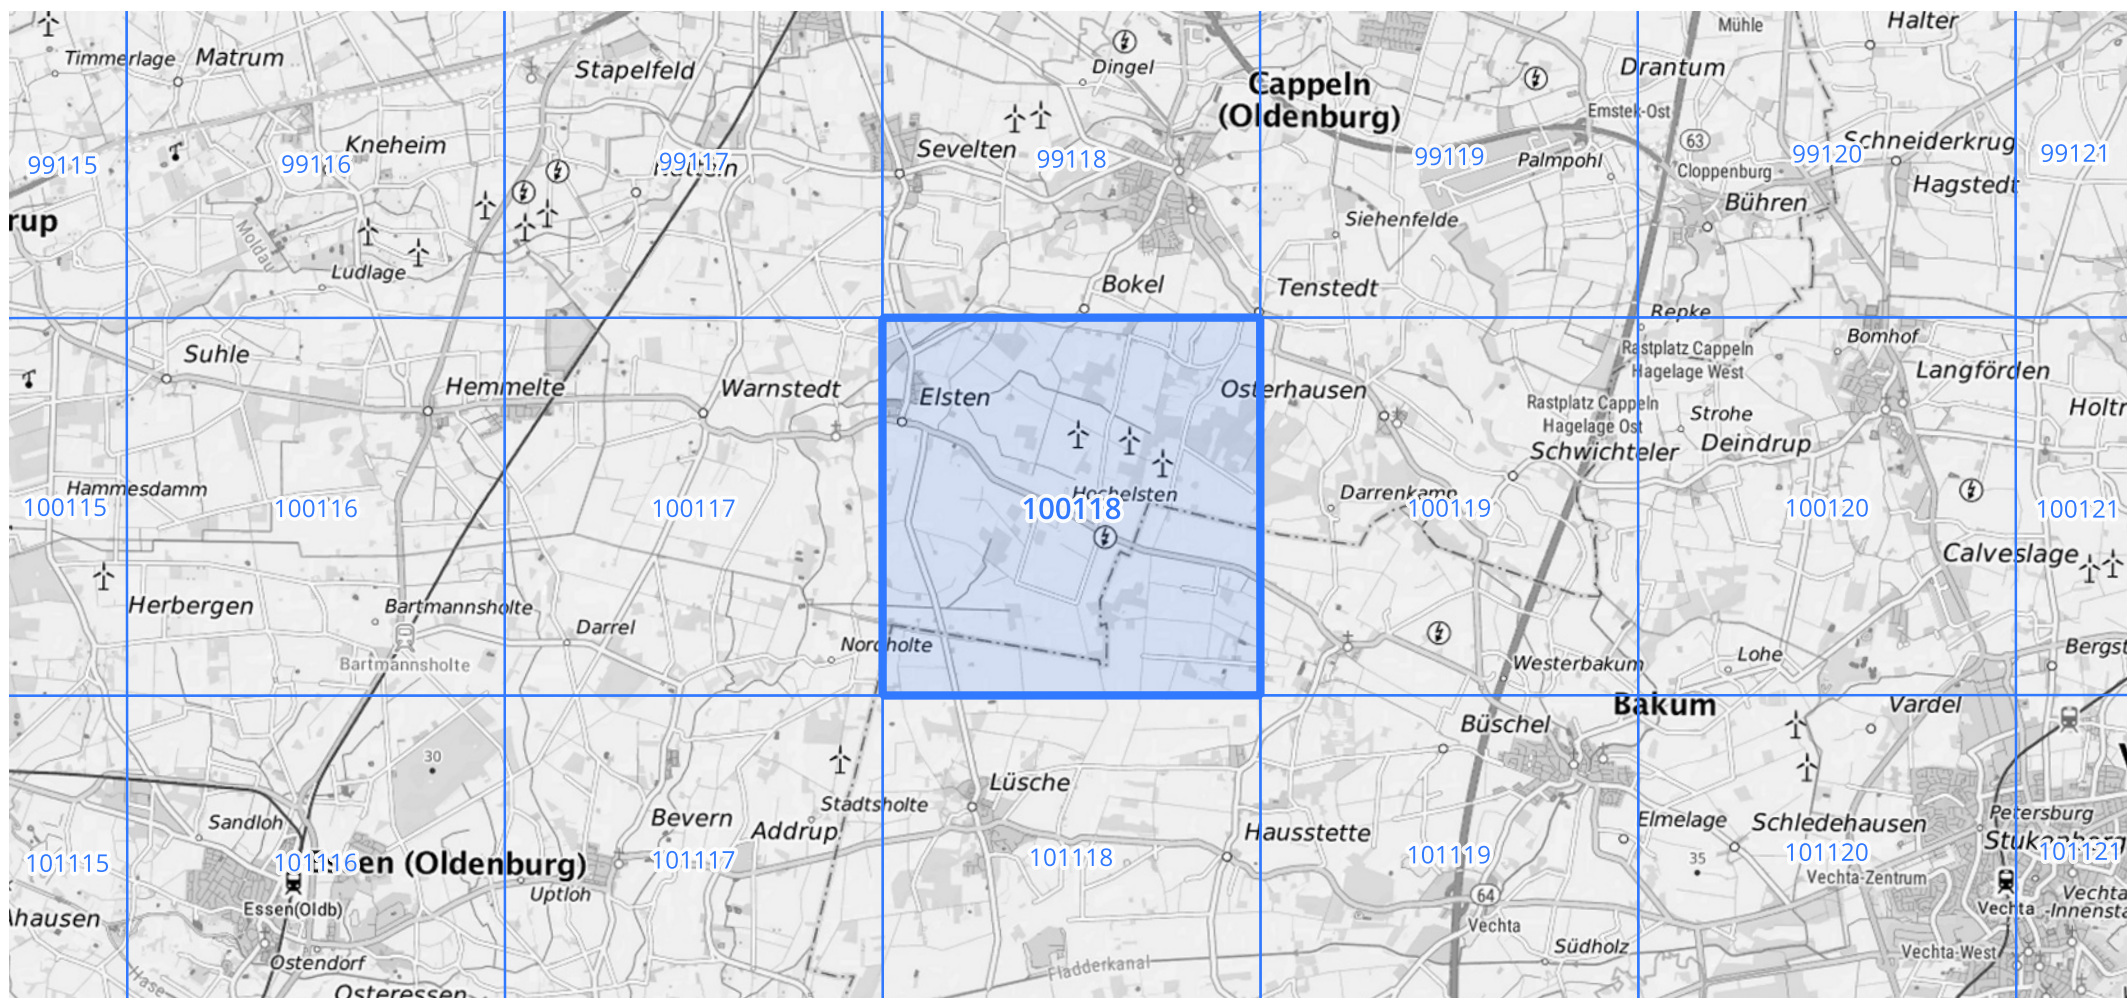 Halter
Mühle
Timmerlage
Matrum
Stapelfeld
Dingel
Drantum
Cappeln
(Oldenburg)
Emstek-Ost
Kneheim
Sevelten
63
Schneiderkrug
99115
99116
99117
99118
99119
Palmpohl
99120
99121
Cloppenburg
Hagstedt
Bühren
rup
Siehenfelde
Moldau
Ludlage
Bokel
Tenstedt
Repke
Bomhof
Suhle
Rastplatz Cappeln
Hagelage West
Langförden
Hemmelte
Warnstedt
Elsten
Osterhausen
Rastplatz Cappeln
Hagelage Ost
Strohe
Holtr
Schwichteler
Deindrup
Hammesdamm
Hochelsten
Darrenkamp
100115
100116
100117
100118
100119
100120
100121
Calveslage
Herbergen
Bartmannsholte
Darrel
Nordholte
Bartmannsholte
Westerbakum
Lohe
Bergst
Bakum
Vardel
Büschel
30
Lüsche
Stadtsholte
Sandloh
Bevern
Addrup
Hausstette
Elmelage
Schledehausen
Petersburg
101115
101116
Essen (Oldenburg)
101117
101118
101119
35
101120
101121
Vechta-Zentrum
Uptloh
64
Ahausen
Essen(Oldb)
Vechta
Vechta
Vechta
-Innensta
Südholz
Vechta-West
Ostendorf
Fladderkanal
Hase
Osteressen